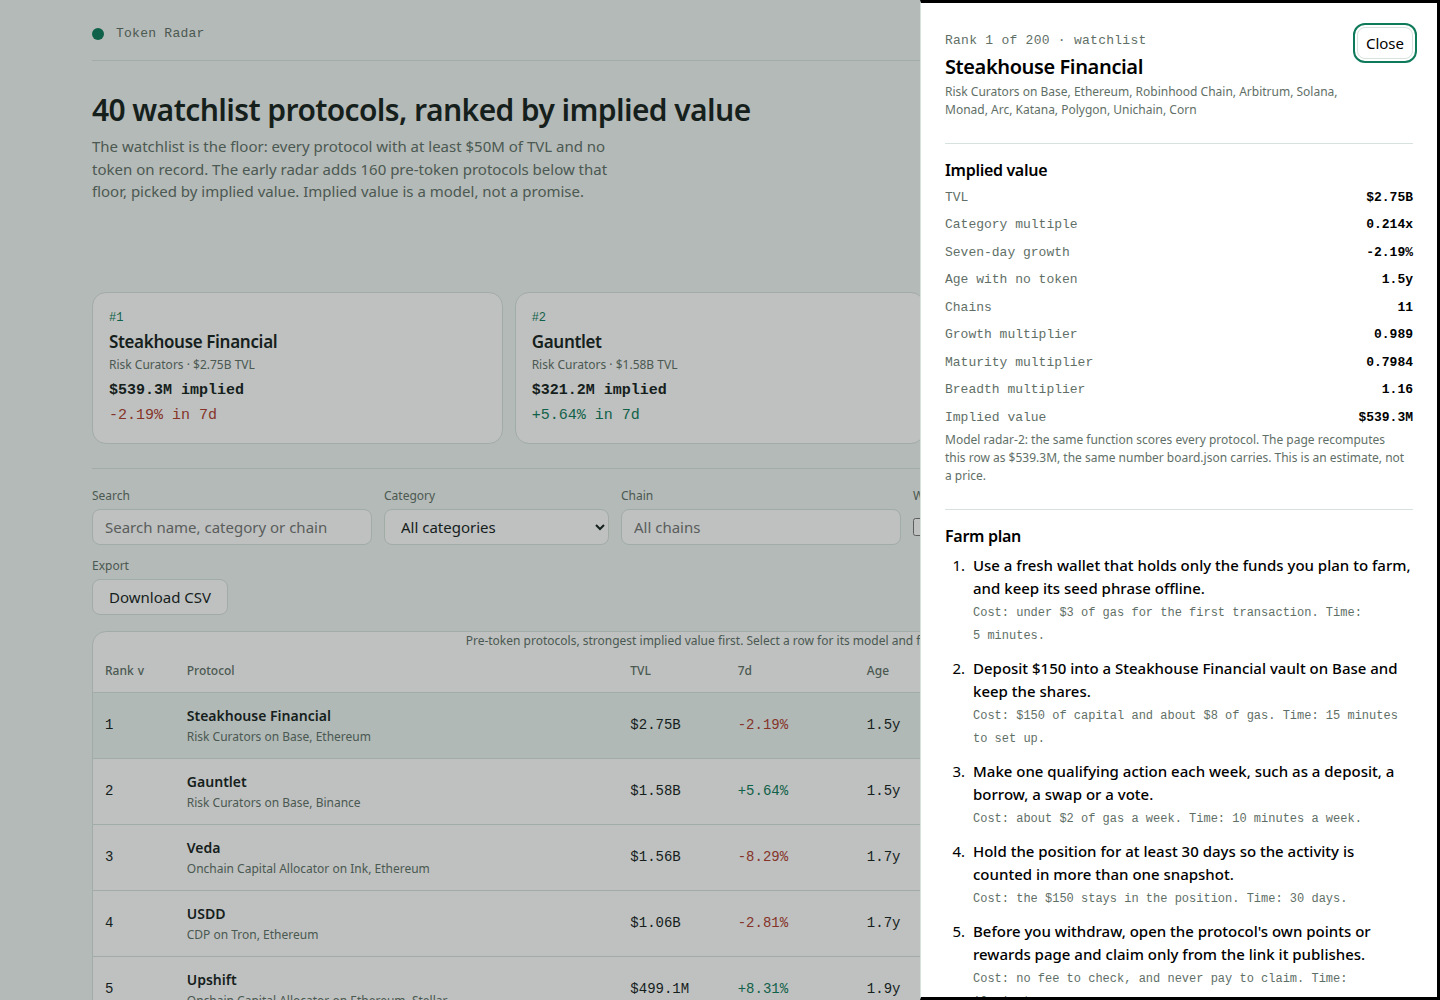 Token Radar
40 watchlist protocols, ranked by implied value
The watchlist is the floor: every protocol with at least $50M of TVL and no
token on record. The early radar adds 160 pre-token protocols below that
floor, picked by implied value. Implied value is a model, not a promise.
#1
Steakhouse Financial
Risk Curators · $2.75B TVL
$539.3M implied
-2.19% in 7d
#2
Gauntlet
Risk Curators · $1.58B TVL
$321.2M implied
+5.64% in 7d
Search
Search name, category or chain
Category
All categories
Chain
All chains
Export
Download CSV
Pre-token protocols, strongest implied value first. Select a row for its model and
Rank v Protocol TVL 7d Age
1 Steakhouse Financial $2.75B -2.19% 1.5y
Risk Curators on Base, Ethereum
2 Gauntlet $1.58B +5.64% 1.5y
Risk Curators on Base, Binance
3 Veda $1.56B -8.29% 1.7y
Onchain Capital Allocator on Ink, Ethereum
4 USDD $1.06B -2.81% 1.7y
CDP on Tron, Ethereum
5 Upshift $499.1M +8.31% 1.9y
Onchain Capital Allocator on Ethereum, Stellar
Rank 1 of 200 · watchlist
Close
Steakhouse Financial
Risk Curators on Base, Ethereum, Robinhood Chain, Arbitrum, Solana,
Monad, Arc, Katana, Polygon, Unichain, Corn
Implied value
TVL $2.75B
Category multiple 0.214x
Seven-day growth -2.19%
Age with no token 1.5y
Chains 11
Growth multiplier 0.989
Maturity multiplier 0.7984
Breadth multiplier 1.16
Implied value $539.3M
Model radar-2: the same function scores every protocol. The page recomputes
this row as $539.3M, the same number board.json carries. This is an estimate, not
a price.
Farm plan
1. Use a fresh wallet that holds only the funds you plan to farm,
and keep its seed phrase offline.
Cost: under $3 of gas for the first transaction. Time:
5 minutes.
2. Deposit $150 into a Steakhouse Financial vault on Base and
keep the shares.
Cost: $150 of capital and about $8 of gas. Time: 15 minutes
to set up.
3. Make one qualifying action each week, such as a deposit, a
borrow, a swap or a vote.
Cost: about $2 of gas a week. Time: 10 minutes a week.
4. Hold the position for at least 30 days so the activity is
counted in more than one snapshot.
Cost: the $150 stays in the position. Time: 30 days.
5. Before you withdraw, open the protocol's own points or
rewards page and claim only from the link it publishes.
Cost: no fee to check, and never pay to claim. Time: